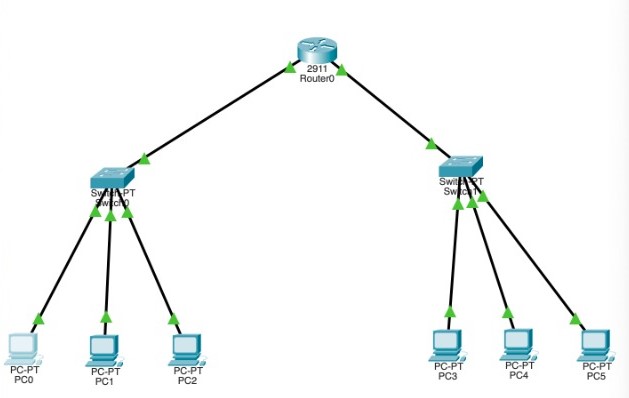 2911
Router0
Switch-PT
Switch0
Switch-PT
Switch1
PC-PT
PC0
PC-PT
PC1
PC-PT
PC2
PC-PT
PC3
PC-PT
PC4
PC-PT
PC5